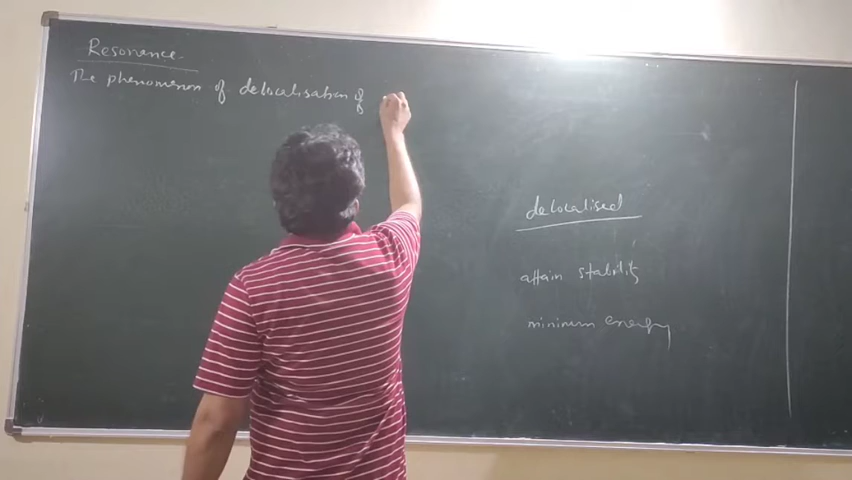 Resonance
The phenomenon of delocalisation of
delocalised
attain stability
minimum energy